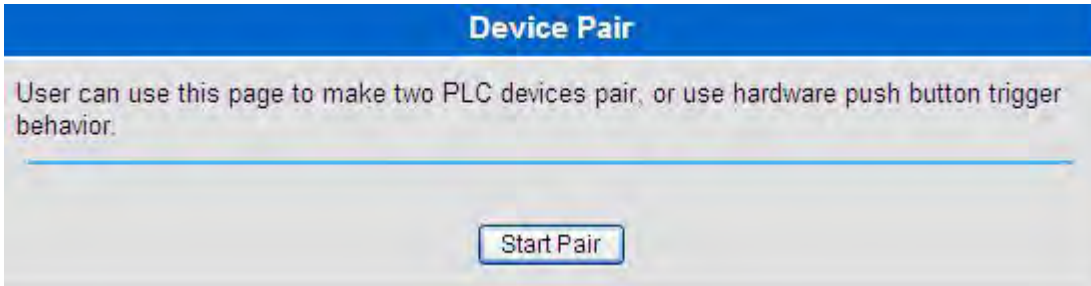 Device Pair
User can use this page to make two PLC devices pair, or use hardware push button trigger
behavior.
Start Pair